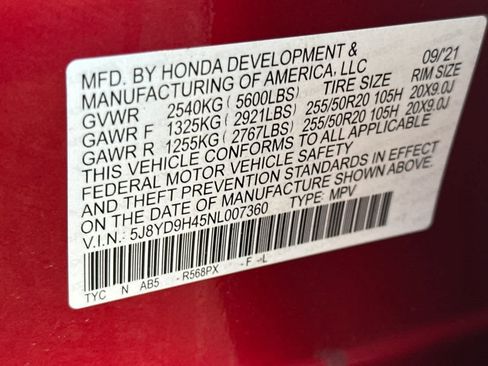 MFD. BY HONDA DEVELOPMENT & 09/'21
MANUFACTURING OF AMERICA, LLC
GVWR 2540KG ( 5600LBS) TIRE SIZE RIM SIZE
GAWR F 1325KG ( 2921LBS) 255/50R20 105H 20X9.0J
GAWR R 1255KG ( 2767LBS) 255/50R20 105H 20X9.0J
THIS VEHICLE CONFORMS TO ALL APPLICABLE
FEDERAL MOTOR VEHICLE SAFETY
AND THEFT PREVENTION STANDARDS IN EFFECT
ON THE DATE OF MANUFACTURE SHOWN ABOVE.
V.I.N.: 5J8YD9H45NL007360 TYPE: MPV
TYC N AB5 - R568PX - F - L